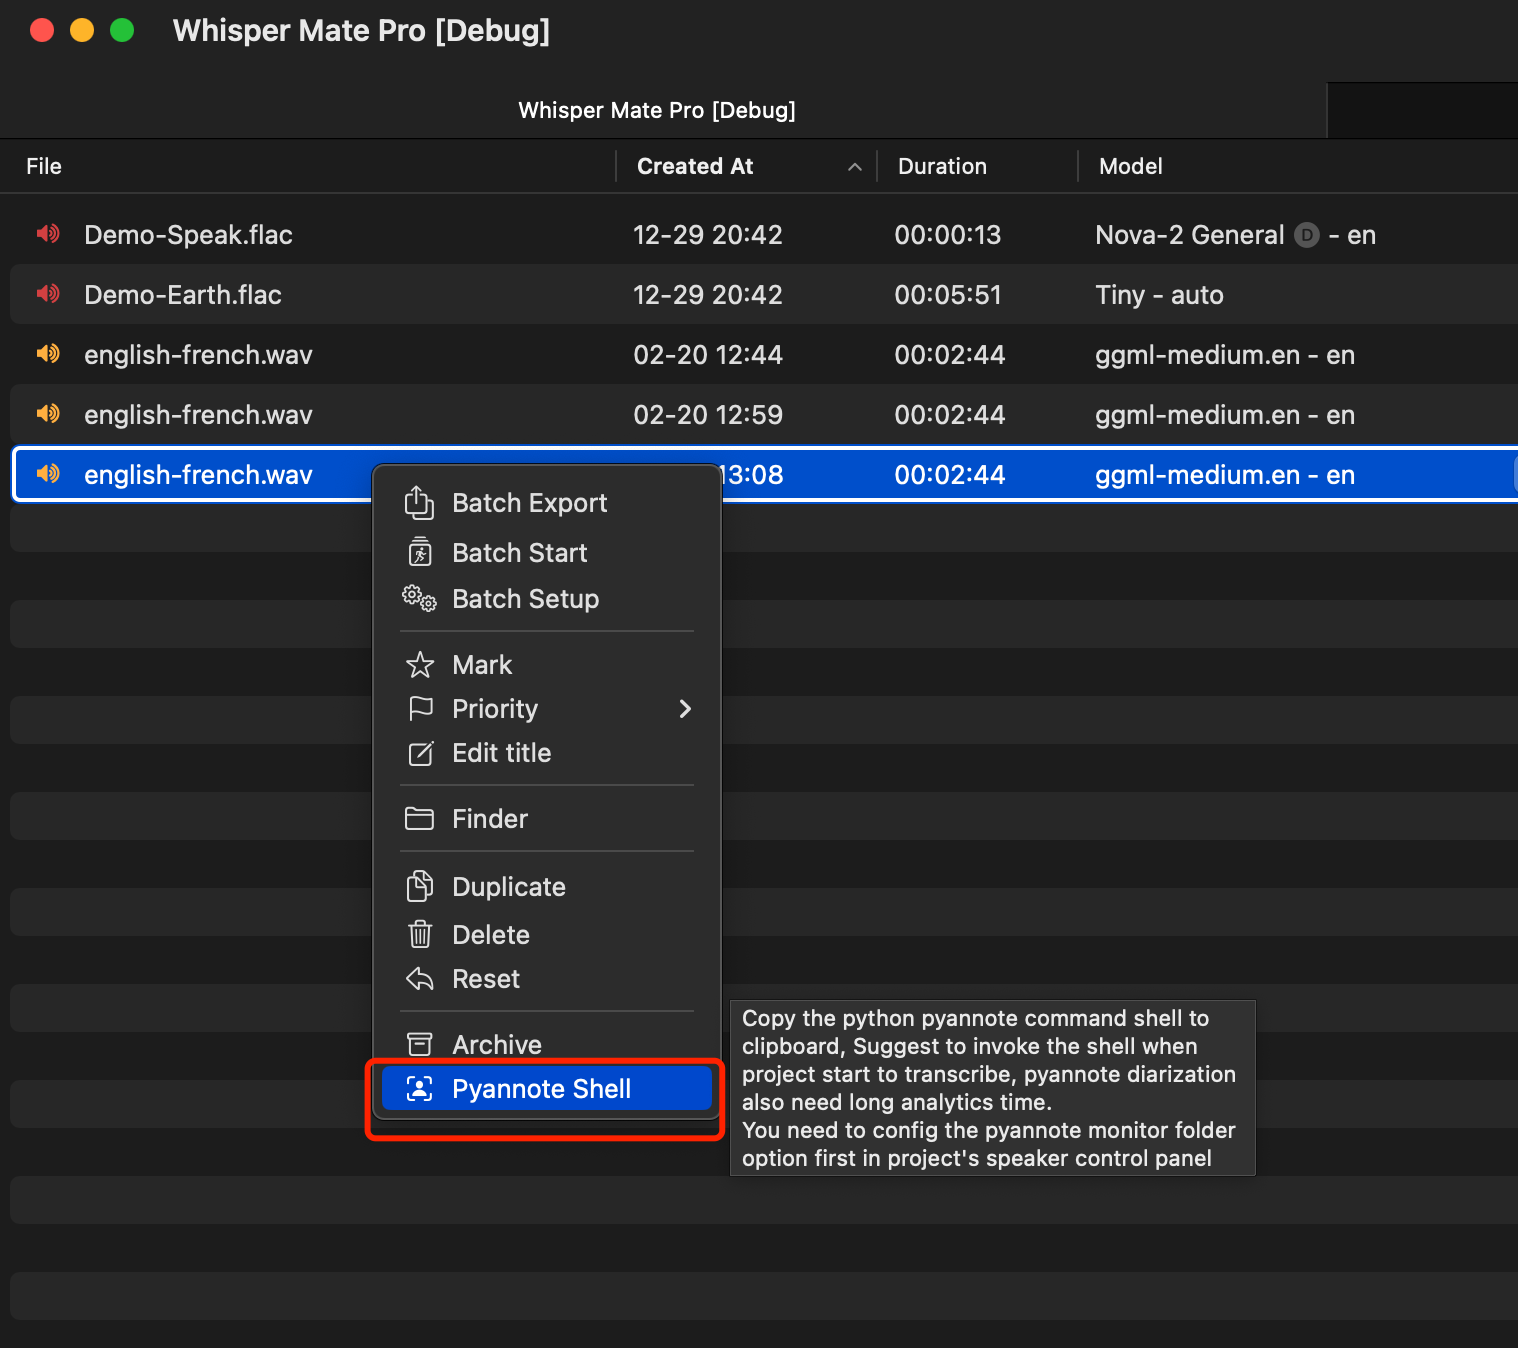 Whisper Mate Pro [Debug]
Whisper Mate Pro [Debug]
File Created At Duration Model
Demo-Speak.flac 12-29 20:42 00:00:13 Nova-2 General D - en
Demo-Earth.flac 12-29 20:42 00:05:51 Tiny - auto
english-french.wav 02-20 12:44 00:02:44 ggml-medium.en - en
english-french.wav 02-20 12:59 00:02:44 ggml-medium.en - en
english-french.wav 13:08 00:02:44 ggml-medium.en - en
Batch Export
Batch Start
Batch Setup
Mark
Priority
Edit title
Finder
Duplicate
Delete
Reset
Archive
Pyannote Shell
Copy the python pyannote command shell to
clipboard, Suggest to invoke the shell when
project start to transcribe, pyannote diarization
also need long analytics time.
You need to config the pyannote monitor folder
option first in project's speaker control panel